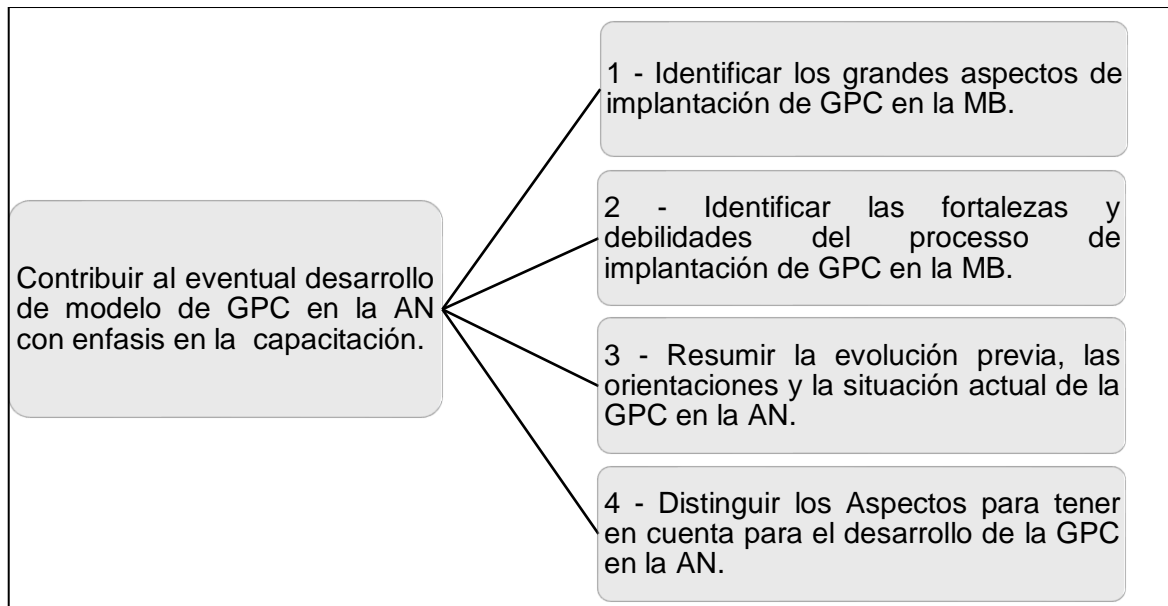 Contribuir al eventual desarrollo
de modelo de GPC en la AN
con enfasis en la capacitación.
1 - Identificar los grandes aspectos de
implantación de GPC en la MB.
2 - Identificar las fortalezas y
debilidades del processo de
implantación de GPC en la MB.
3 - Resumir la evolución previa, las
orientaciones y la situación actual de la
GPC en la AN.
4 - Distinguir los Aspectos para tener
en cuenta para el desarrollo de la GPC
en la AN.